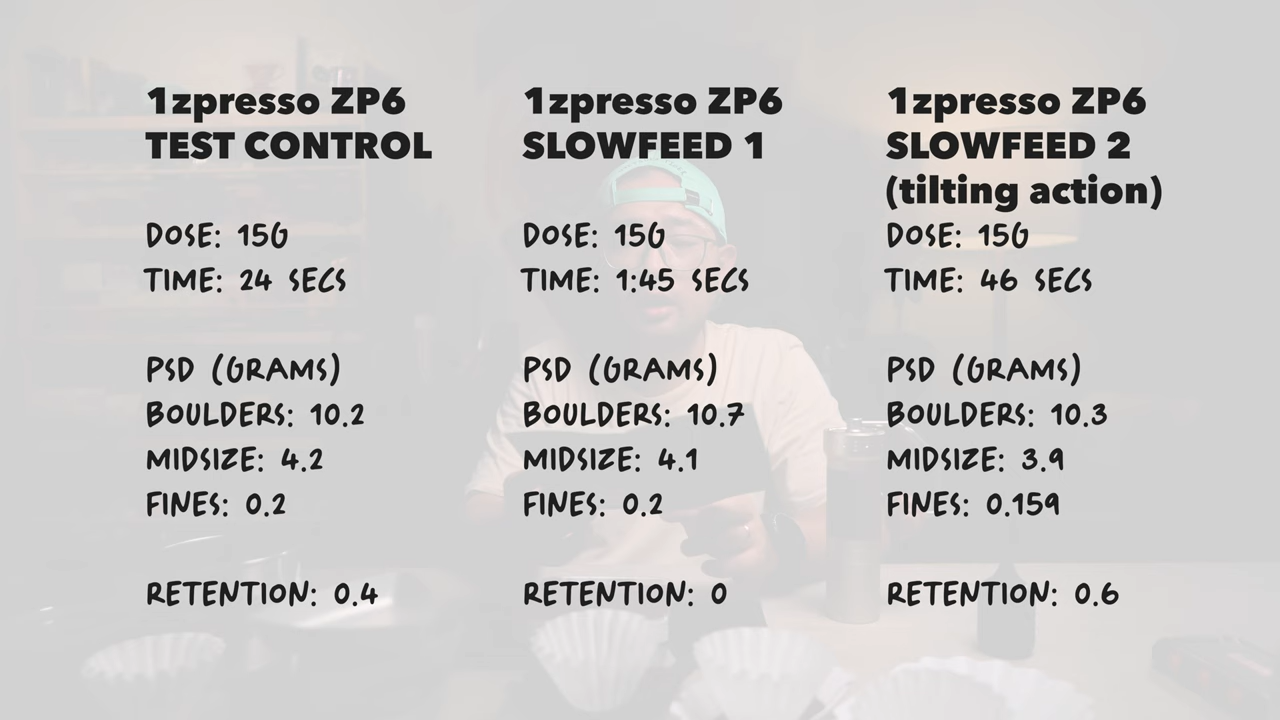 1zpresso ZP6
TEST CONTROL
DOSE: 15G
TIME: 24 SECS
PSD (GRAMS)
BOULDERS: 10.2
MIDSIZE: 4.2
FINES: 0.2
RETENTION: 0.4
1zpresso ZP6
SLOWFEED 1
DOSE: 15G
TIME: 1:45 SECS
PSD (GRAMS)
BOULDERS: 10.7
MIDSIZE: 4.1
FINES: 0.2
RETENTION: 0
1zpresso ZP6
SLOWFEED 2
(tilting action)
DOSE: 15G
TIME: 46 SECS
PSD (GRAMS)
BOULDERS: 10.3
MIDSIZE: 3.9
FINES: 0.159
RETENTION: 0.6